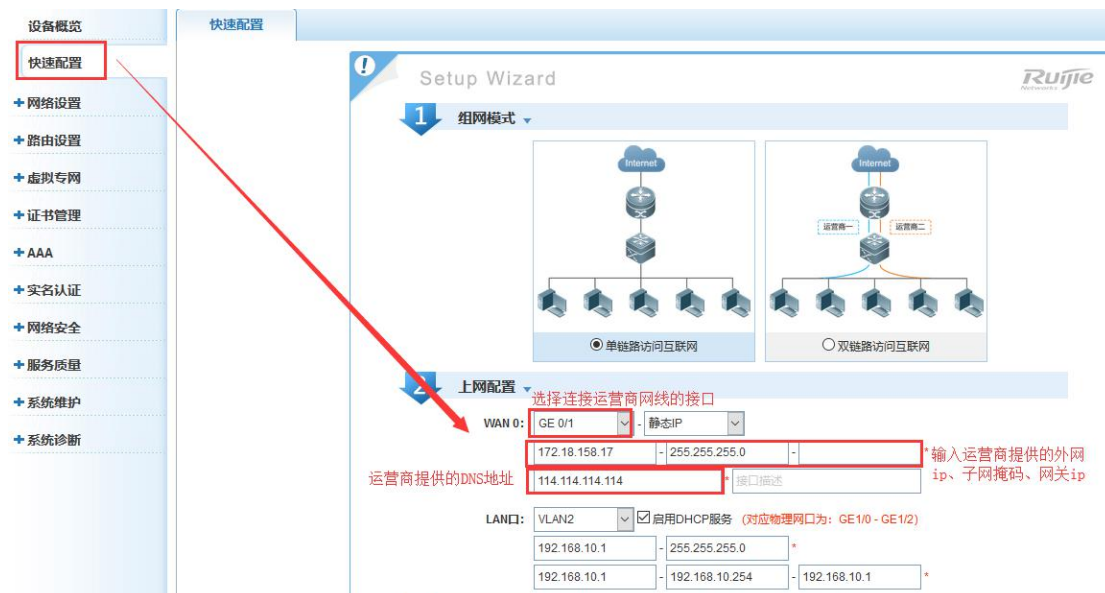 设备概览
快速配置
网络设置
路由设置
虚拟专网
证书管理
AAA
实名认证
网络安全
服务质量
系统维护
系统诊断
快速配置
! Setup Wizard
Ruijie
Networks
1 组网模式
Internet
Internet
运营商一 运营商二
单链路访问互联网 双链路访问互联网
2 上网配置
选择连接运营商网线的接口
WAN 0: GE 0/1 - 静态IP
172.18.158.17 - 255.255.255.0 - * 输入运营商提供的外网
ip、子网掩码、网关ip
运营商提供的DNS地址 114.114.114.114 * 接口描述
LAN口: VLAN2 启用DHCP服务 (对应物理网口为: GE1/0 - GE1/2)
192.168.10.1 - 255.255.255.0 *
192.168.10.1 - 192.168.10.254 - 192.168.10.1 *